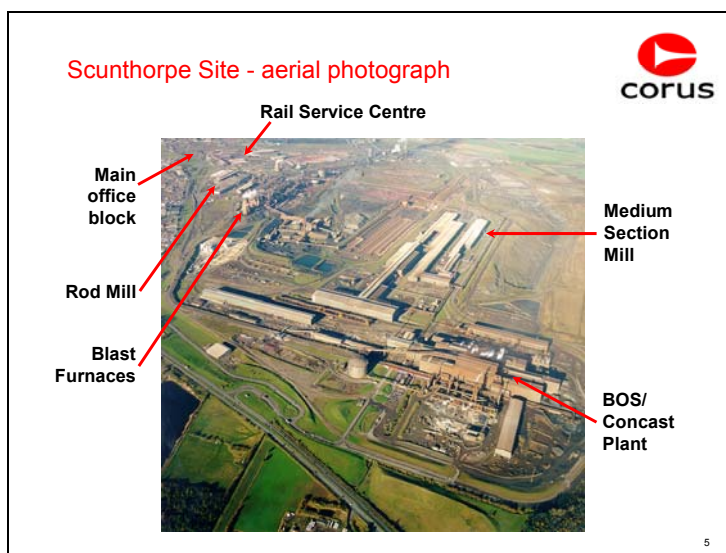 Scunthorpe Site - aerial photograph
corus
Rail Service Centre
Main
office
block
Medium
Section
Mill
Rod Mill
Blast
Furnaces
BOS/
Concast
Plant
5